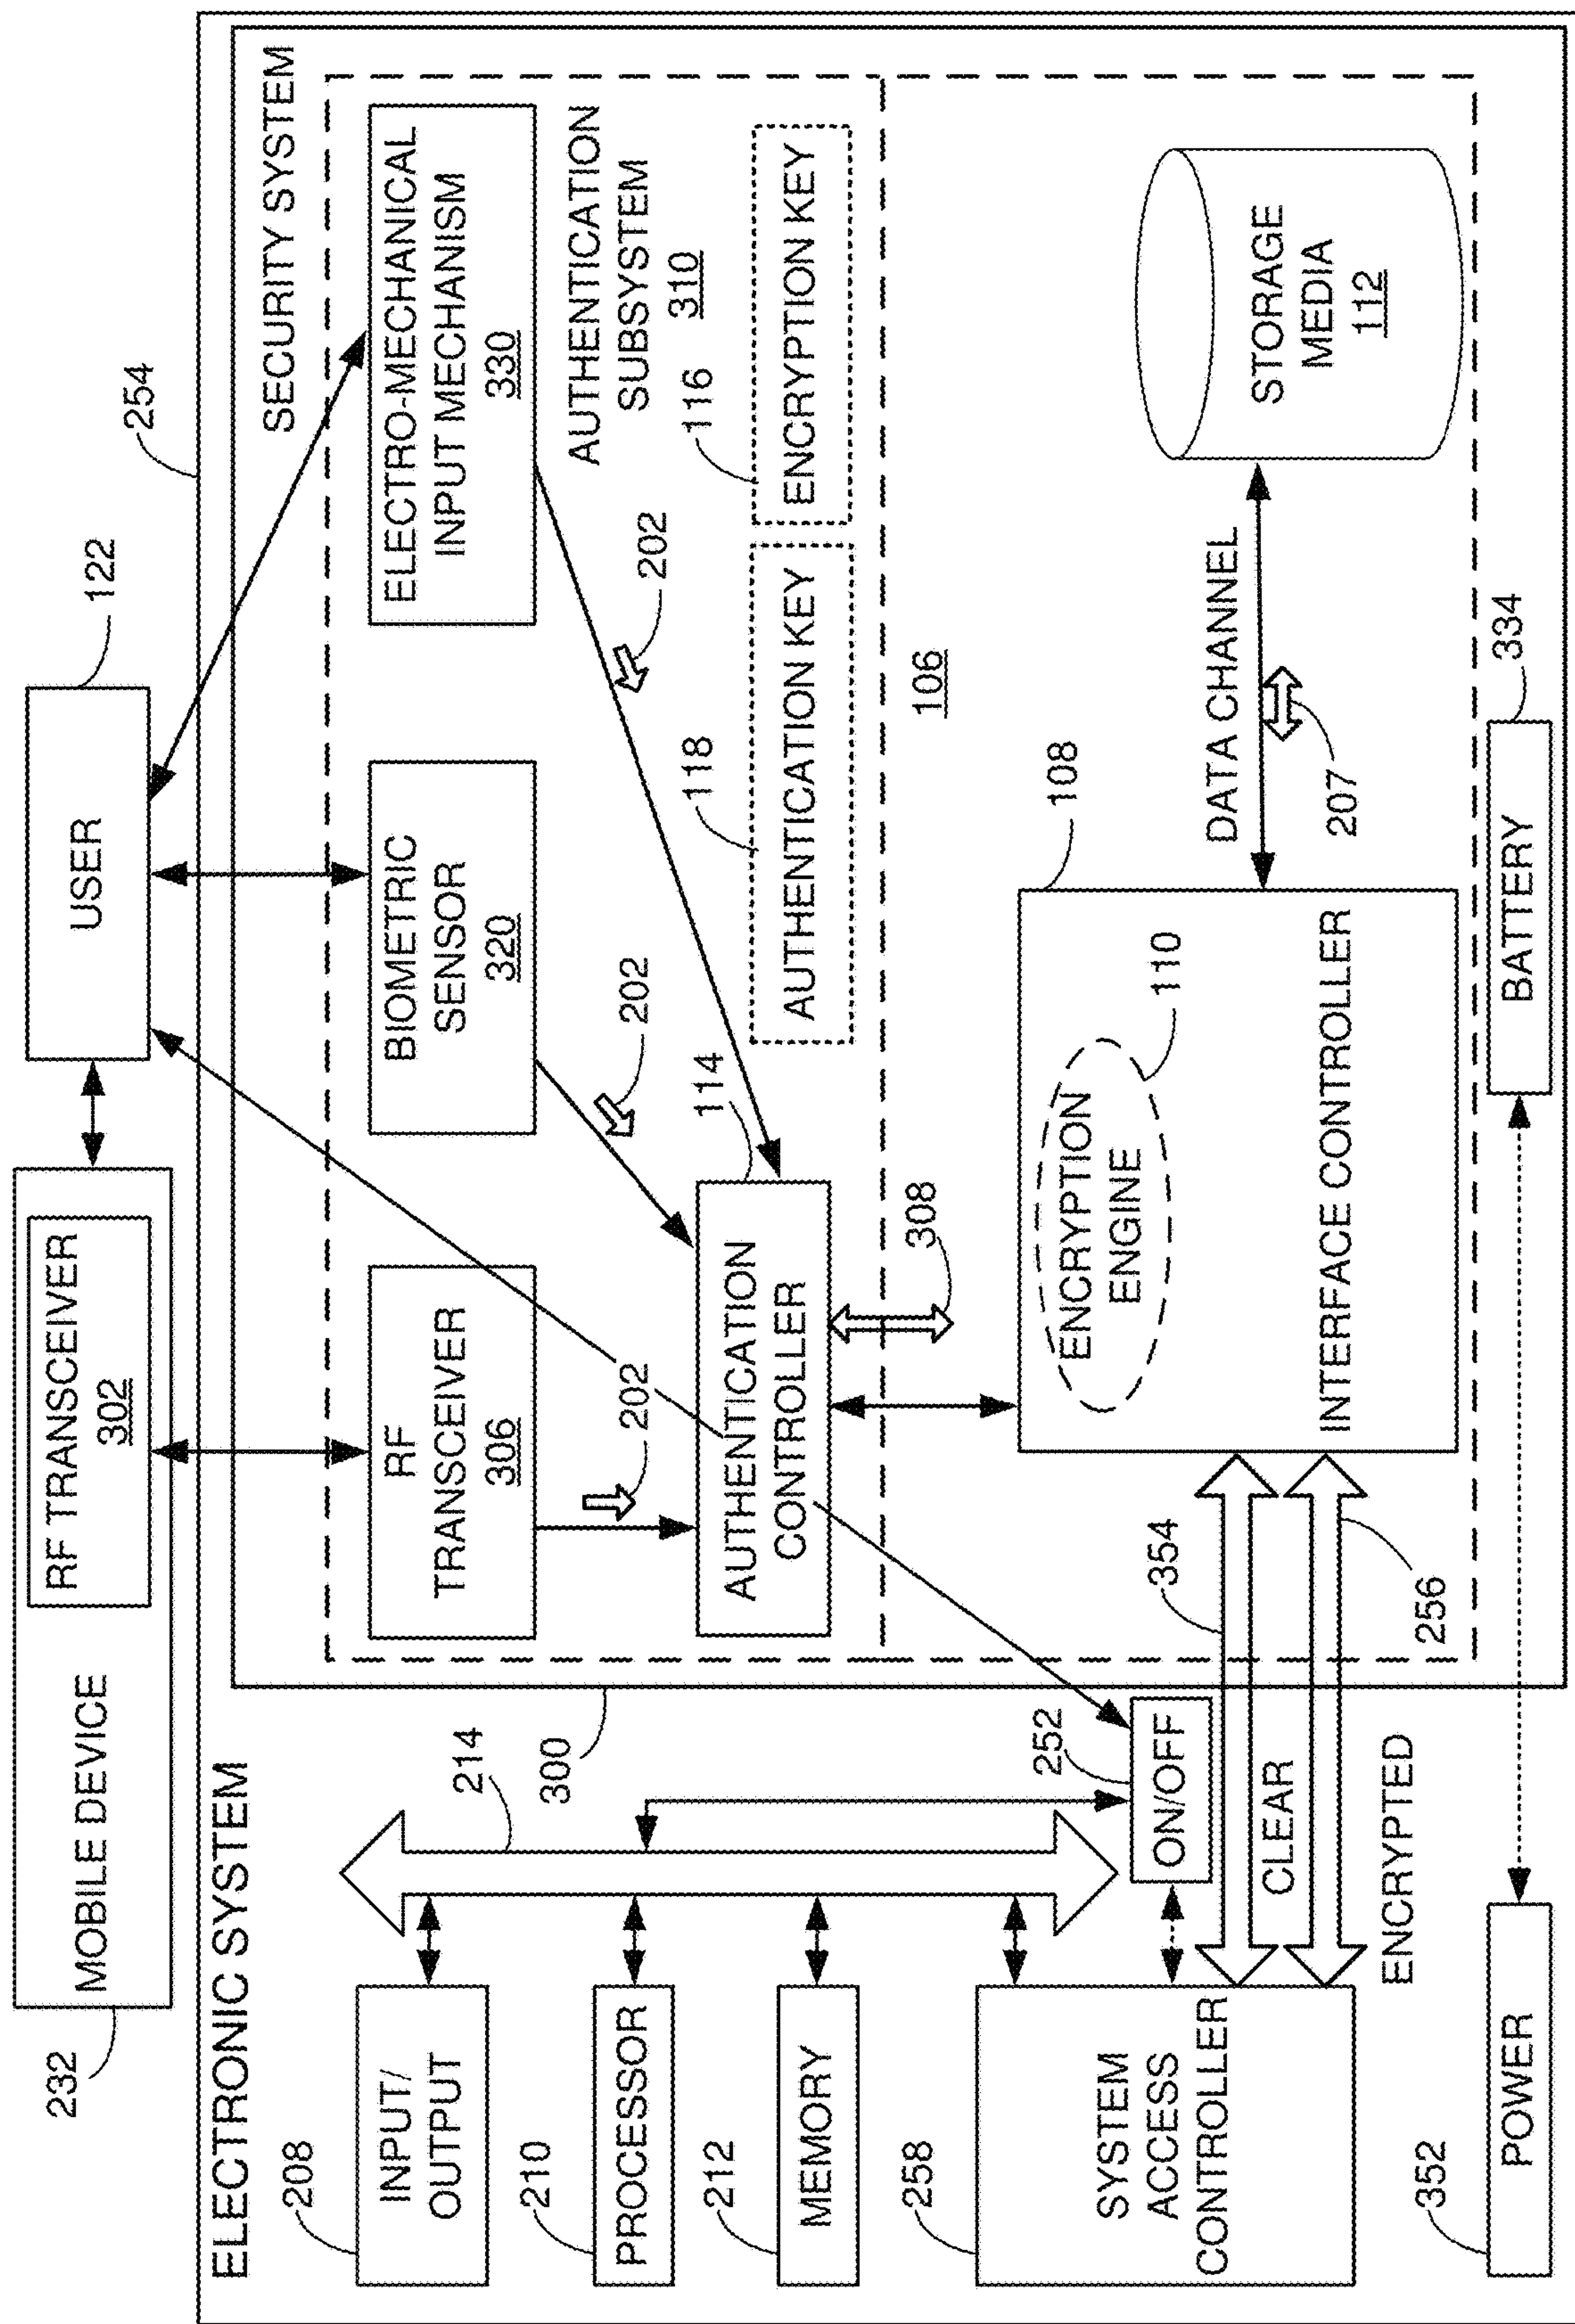 232
MOBILE DEVICE
RF TRANSCEIVER
302
USER
122
254
ELECTRONIC SYSTEM
SECURITY SYSTEM
208
INPUT/
OUTPUT
210
PROCESSOR
212
MEMORY
258
SYSTEM
ACCESS
CONTROLLER
352
POWER
214
300
252
ON/OFF
CLEAR
ENCRYPTED
354
256
RF
TRANSCEIVER
306
202
BIOMETRIC
SENSOR
320
202
ELECTRO-MECHANICAL
INPUT MECHANISM
330
202
AUTHENTICATION
SUBSYSTEM
310
AUTHENTICATION
CONTROLLER
114
118
AUTHENTICATION KEY
116
ENCRYPTION KEY
308
106
108
ENCRYPTION
ENGINE
110
INTERFACE CONTROLLER
DATA CHANNEL
207
STORAGE
MEDIA
112
BATTERY
334